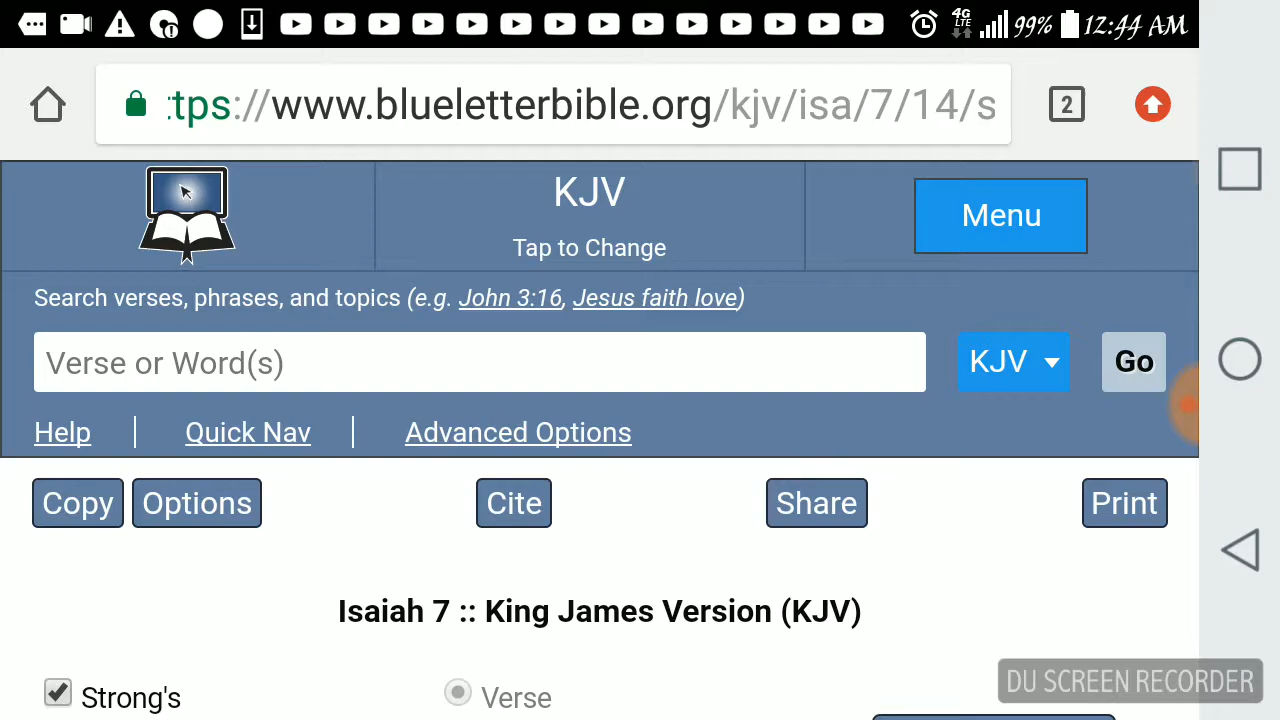 4G LTE 99% 12:44 AM
tps://www.blueletterbible.org/kjv/isa/7/14/s
2
KJV
Tap to Change
Menu
Search verses, phrases, and topics (e.g. John 3:16, Jesus faith love)
Verse or Word(s)
KJV
Go
Help
Quick Nav
Advanced Options
Copy
Options
Cite
Share
Print
Isaiah 7 :: King James Version (KJV)
Strong's
Verse
DU SCREEN RECORDER